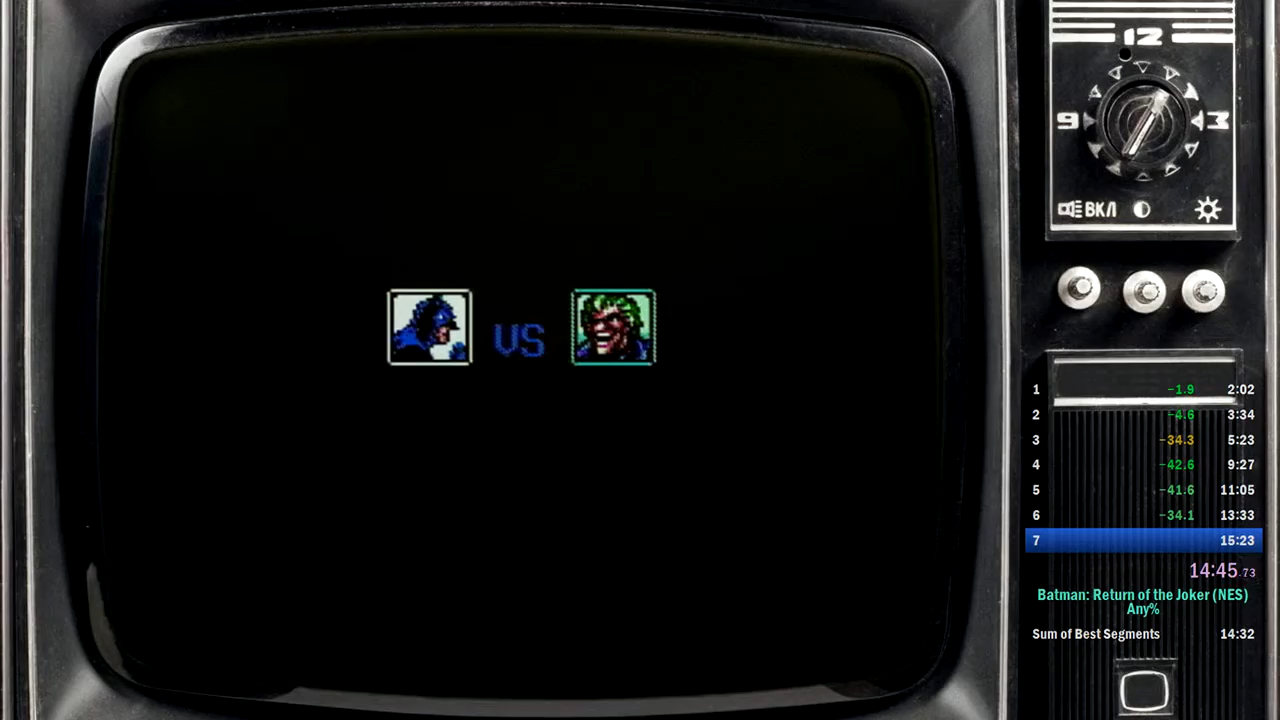 12
9
3
ВКЛ
VS
1 -1.9 2:02
2 -4.6 3:34
3 -34.3 5:23
4 -42.6 9:27
5 -41.6 11:05
6 -34.1 13:33
7 15:23
14:45.73
Batman: Return of the Joker (NES)
Any%
Sum of Best Segments 14:32